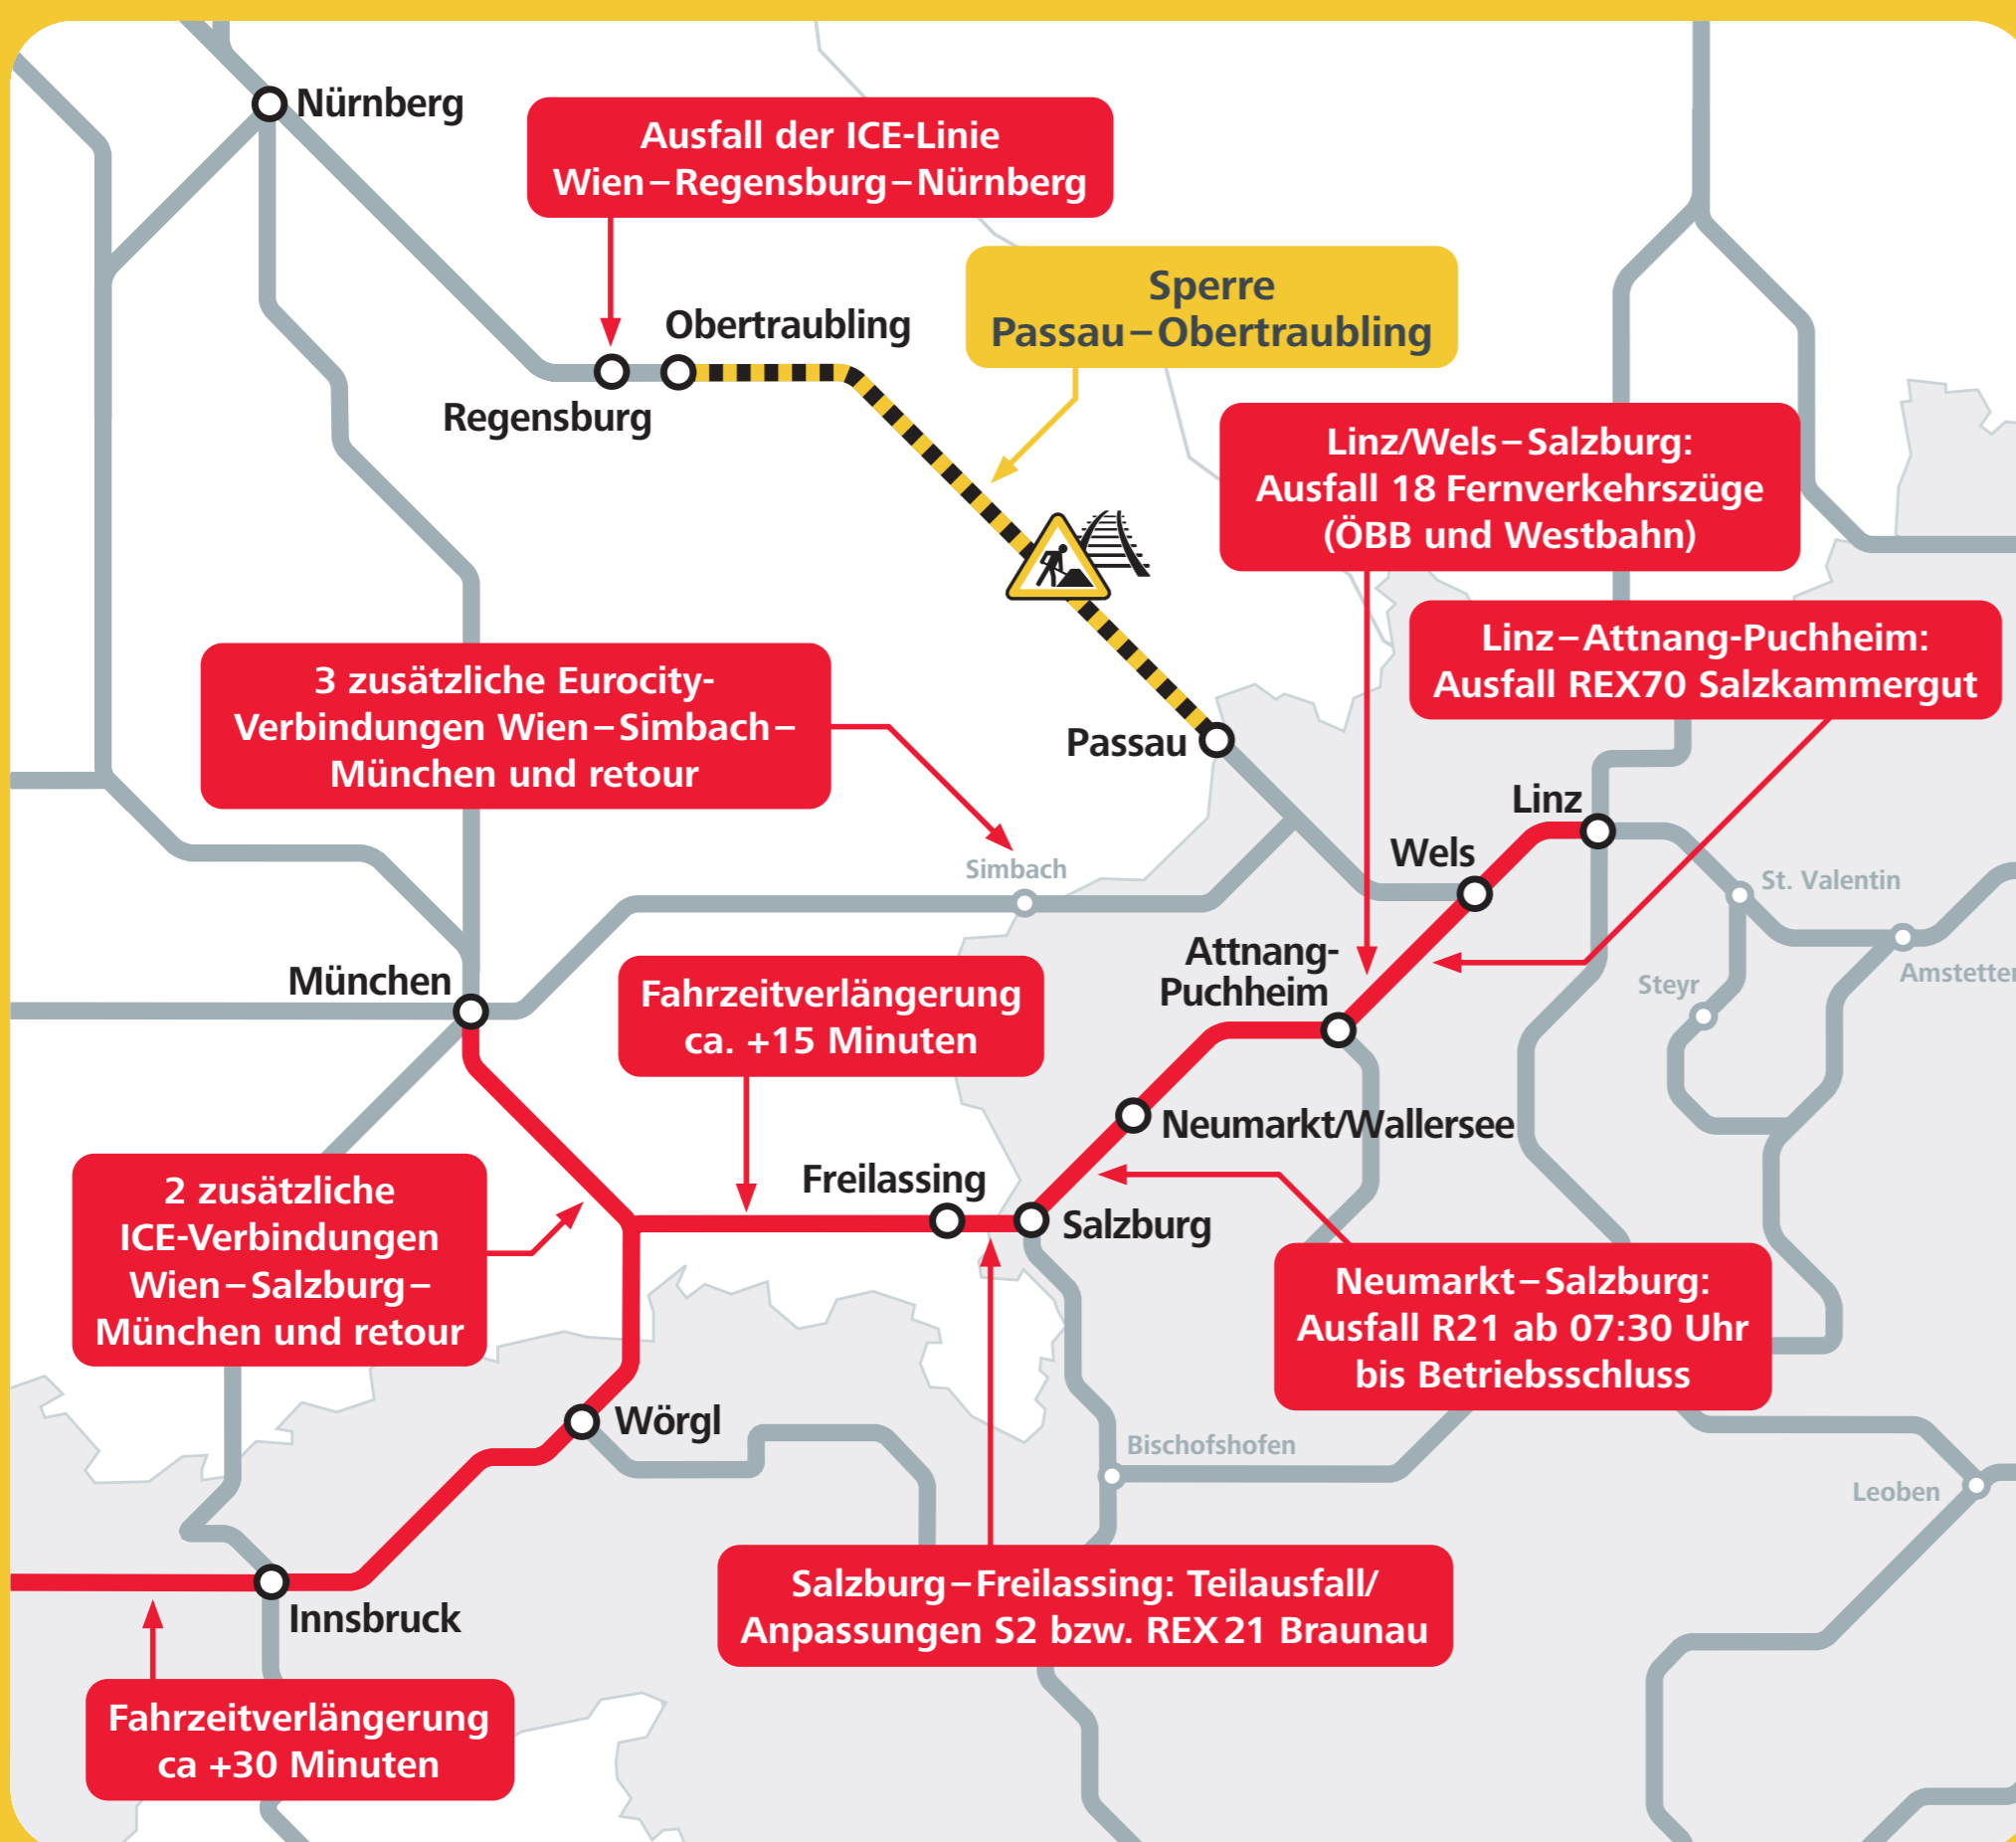 Nürnberg
Ausfall der ICE-Linie
Wien–Regensburg–Nürnberg
Sperre
Passau–Obertraubling
Obertraubling
Regensburg
Linz/Wels–Salzburg:
Ausfall 18 Fernverkehrszüge
(ÖBB und Westbahn)
Linz–Attnang-Puchheim:
Ausfall REX70 Salzkammergut
3 zusätzliche Eurocity-
Verbindungen Wien–Simbach–
München und retour
Passau
Linz
Wels
Simbach
St. Valentin
Attnang-
Puchheim
München
Steyr
Amstetten
Fahrzeitverlängerung
ca. +15 Minuten
Neumarkt/Wallersee
2 zusätzliche
ICE-Verbindungen
Wien–Salzburg–
München und retour
Freilassing
Salzburg
Neumarkt–Salzburg:
Ausfall R21 ab 07:30 Uhr
bis Betriebsschluss
Wörgl
Bischofshofen
Leoben
Salzburg–Freilassing: Teilausfall/
Anpassungen S2 bzw. REX 21 Braunau
Innsbruck
Fahrzeitverlängerung
ca +30 Minuten